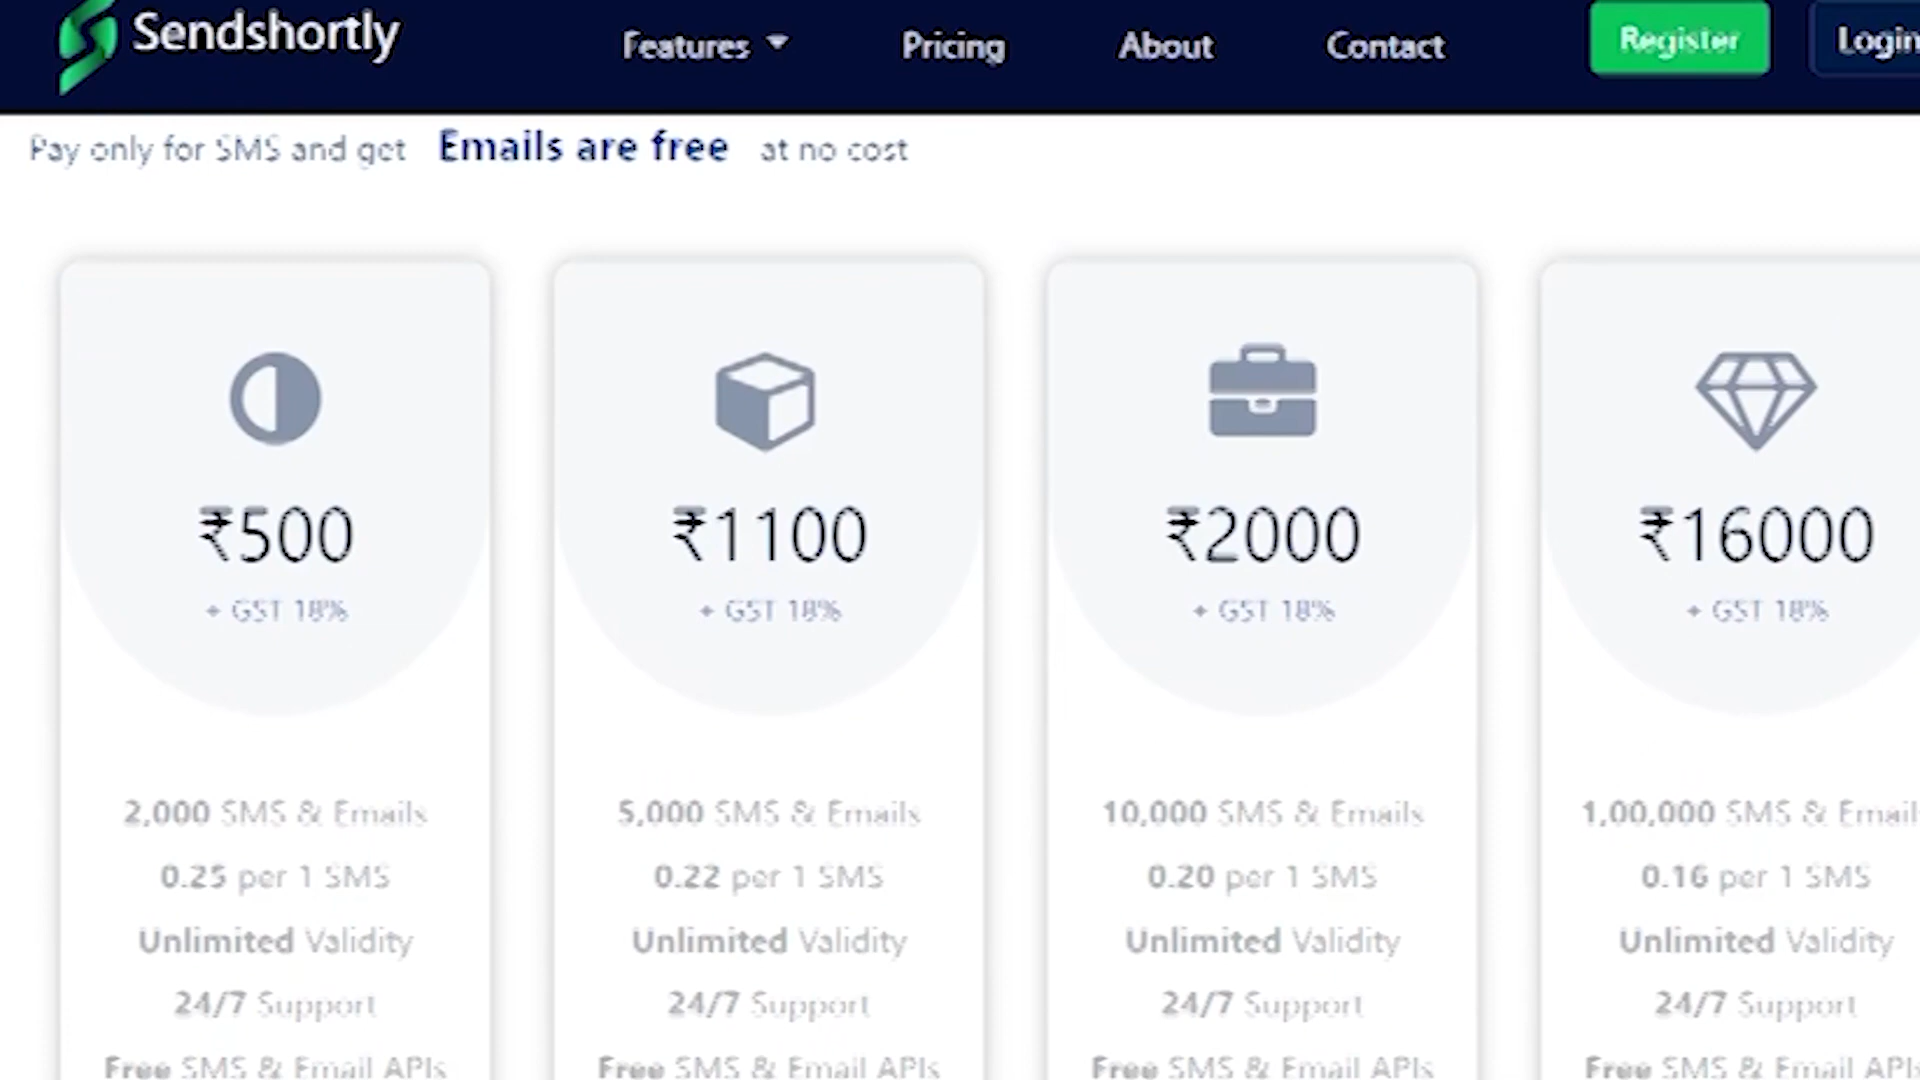 Sendshortly
Features Pricing About Contact Register Login
Pay only for SMS and get Emails are free at no cost
₹500
+ GST 18%
2,000 SMS & Emails
0.25 per 1 SMS
Unlimited Validity
24/7 Support
Free SMS & Email APIs
₹1100
+ GST 18%
5,000 SMS & Emails
0.22 per 1 SMS
Unlimited Validity
24/7 Support
Free SMS & Email APIs
₹2000
+ GST 18%
10,000 SMS & Emails
0.20 per 1 SMS
Unlimited Validity
24/7 Support
Free SMS & Email APIs
₹16000
+ GST 18%
1,00,000 SMS & Email
0.16 per 1 SMS
Unlimited Validity
24/7 Support
Free SMS & Email APIs